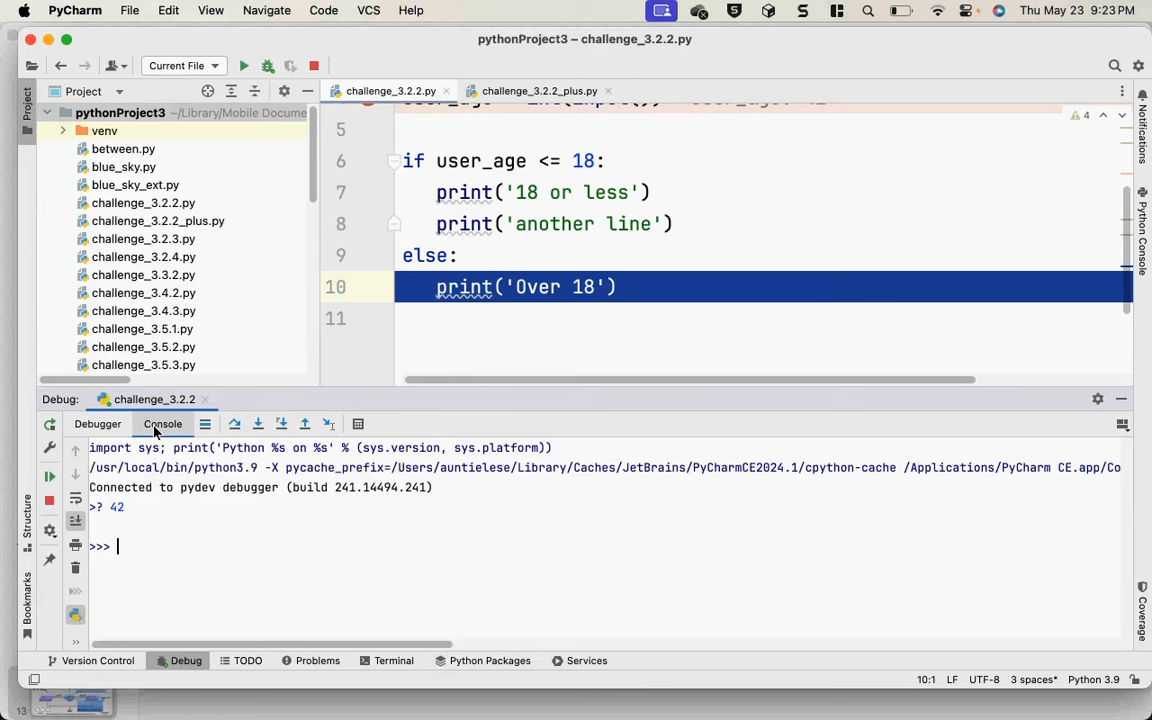 PyCharm File Edit View Navigate Code VCS Help Thu May 23 9:23 PM
pythonProject3 – challenge_3.2.2.py
Current File
Project
challenge_3.2.2.py
challenge_3.2.2_plus.py
pythonProject3 ~/Library/Mobile Docume
venv
between.py
blue_sky.py
blue_sky_ext.py
challenge_3.2.2.py
challenge_3.2.2_plus.py
challenge_3.2.3.py
challenge_3.2.4.py
challenge_3.3.2.py
challenge_3.4.2.py
challenge_3.4.3.py
challenge_3.5.1.py
challenge_3.5.2.py
challenge_3.5.3.py
Project
4
user_age = int(input()) user_age: 42
5
6 if user_age <= 18:
7 print('18 or less')
8 print('another line')
9 else:
10 print('Over 18')
11
Notifications
Python Console
Coverage
Debug: challenge_3.2.2
Debugger Console
import sys; print('Python %s on %s' % (sys.version, sys.platform))
/usr/local/bin/python3.9 -X pycache_prefix=/Users/auntielese/Library/Caches/JetBrains/PyCharmCE2024.1/cpython-cache /Applications/PyCharm CE.app/Co
Connected to pydev debugger (build 241.14494.241)
>? 42
>>>
Structure
Bookmarks
Version Control Debug TODO Problems Terminal Python Packages Services
10:1 LF UTF-8 3 spaces* Python 3.9
13